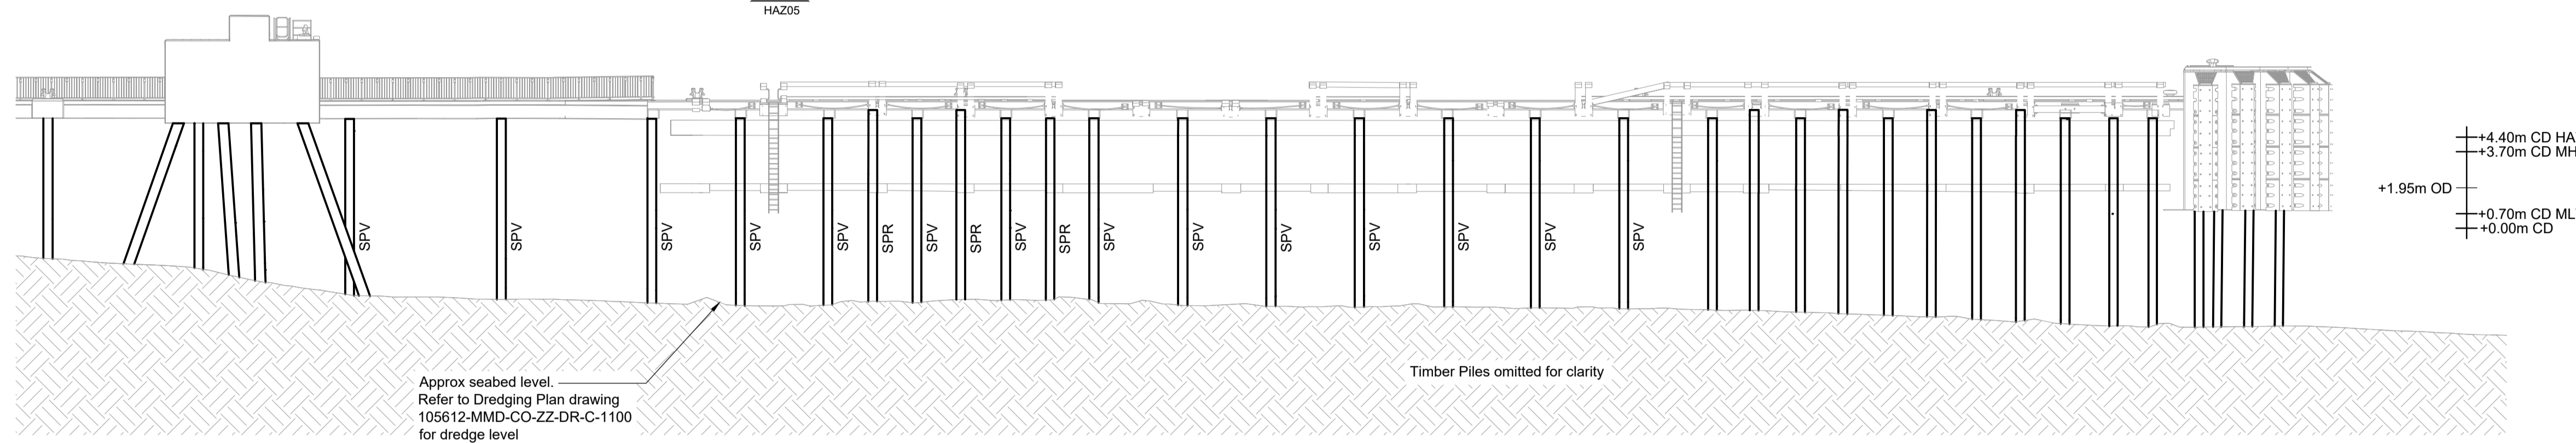 HAZ05
+4.40m CD HA
+3.70m CD MH
+1.95m OD
+0.70m CD ML
+0.00m CD
SPV
SPV
SPV
SPV
SPV
SPR
SPV
SPR
SPV
SPR
SPV
SPV
SPV
SPV
SPV
SPV
SPV
Approx seabed level.
Refer to Dredging Plan drawing
105612-MMD-CO-ZZ-DR-C-1100
for dredge level
Timber Piles omitted for clarity